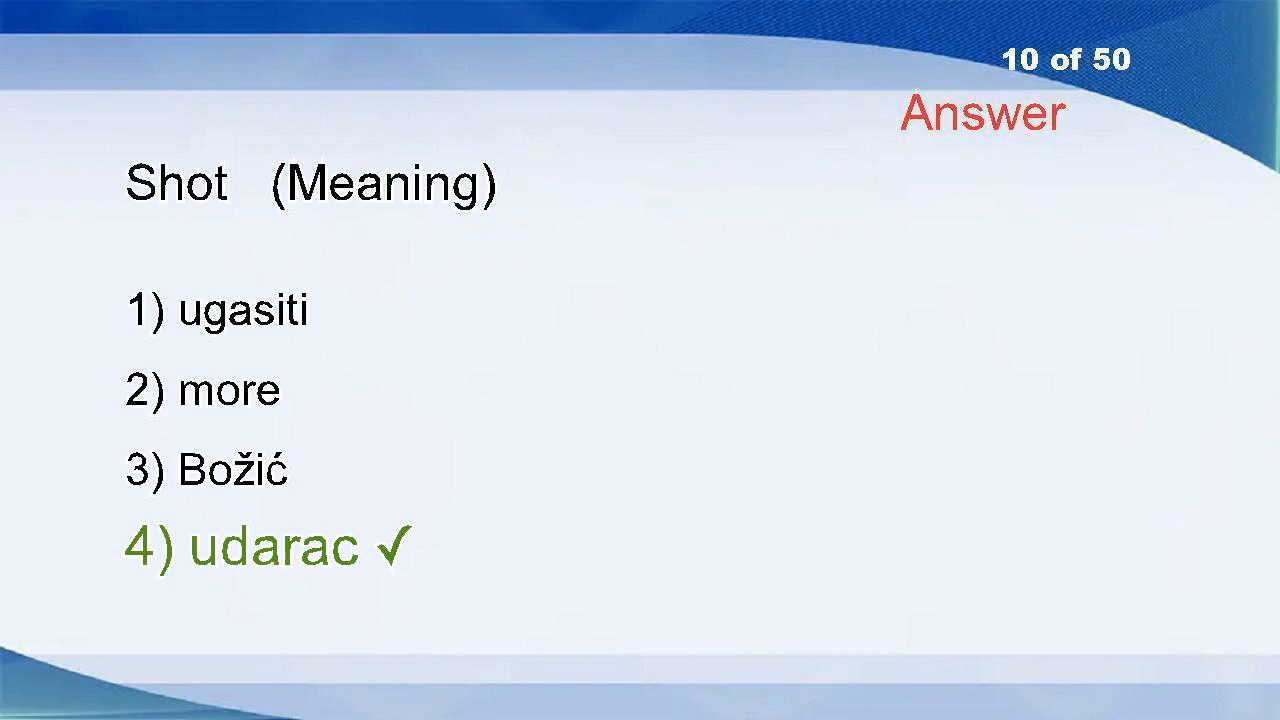 10 of 50
Answer
Shot (Meaning)
1) ugasiti
2) more
3) Božić
4) udarac ✓